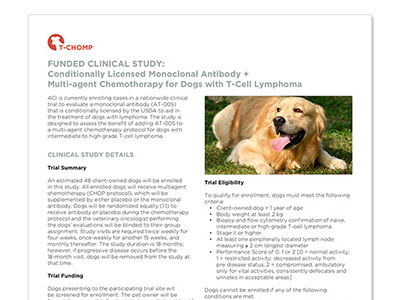 T-CHOMP
FUNDED CLINICAL STUDY:
Conditionally Licensed Monoclonal Antibody +
Multi-agent Chemotherapy for Dogs with T-Cell Lymphoma
ACI is currently enrolling cases in a nationwide clinical
trial to evaluate a monoclonal antibody (AT-005)
that is conditionally licensed by the USDA to aid in
the treatment of dogs with lymphoma. The study is
designed to assess the benefit of adding AT-005 to
a multi-agent chemotherapy protocol for dogs with
intermediate to high grade T-cell lymphoma.
CLINICAL STUDY DETAILS
Trial Summary
An estimated 48 client-owned dogs will be enrolled
in this study. All enrolled dogs will receive multiagent
chemotherapy (CHOP protocol), which will be
supplemented by either placebo or the monoclonal
antibody. Dogs will be randomized equally (1:1) to
receive antibody or placebo during the chemotherapy
protocol and the veterinary oncologist performing
the dogs' evaluations will be blinded to their group
assignment. Study visits are required twice weekly for
four weeks, once weekly for another 15 weeks, and
monthly thereafter. The study duration is 18 months;
however, if progressive disease occurs before the
18-month visit, dogs will be removed from the study at
that time.
Trial Funding
Dogs presenting to the participating trial site will
be screened for enrollment. The pet owner will be
Trial Eligibility
To qualify for enrollment, dogs must meet the following
criteria:
• Client-owned dog = 1 year of age
• Body weight at least 2 kg
• Biopsy and flow cytometry confirmation of naive,
intermediate or high grade T-cell lymphoma
• Stage II or higher
• At least one peripherally located lymph node
measuring ≥ 2 cm longest diameter
• Performance Score of 0, 1 or 2 [0 = normal activity;
1 = restricted activity; decreased activity from
pre disease status; 2 = compromised, ambulatory
only for vital activities, consistently defecates and
urinates in acceptable areas]
Dogs cannot be enrolled if any of the following
conditions are met: